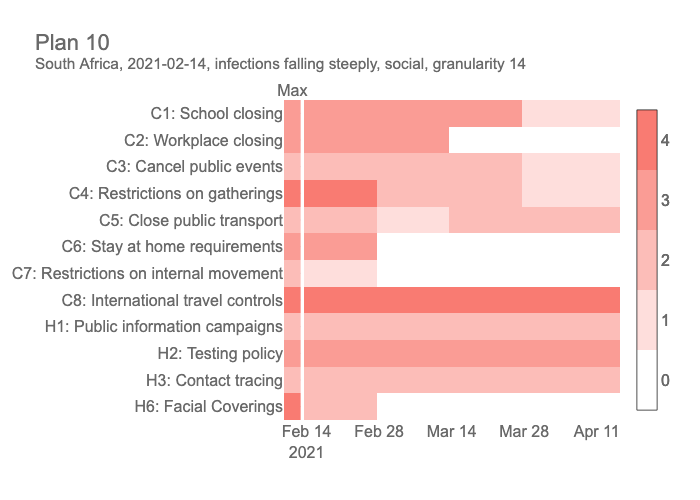 Plan 10
South Africa, 2021-02-14, infections falling steeply, social, granularity 14
Max
C1: School closing
C2: Workplace closing
C3: Cancel public events
C4: Restrictions on gatherings
C5: Close public transport
C6: Stay at home requirements
C7: Restrictions on internal movement
C8: International travel controls
H1: Public information campaigns
H2: Testing policy
H3: Contact tracing
H6: Facial Coverings
4
3
2
1
0
Feb 14 Feb 28 Mar 14 Mar 28 Apr 11
2021